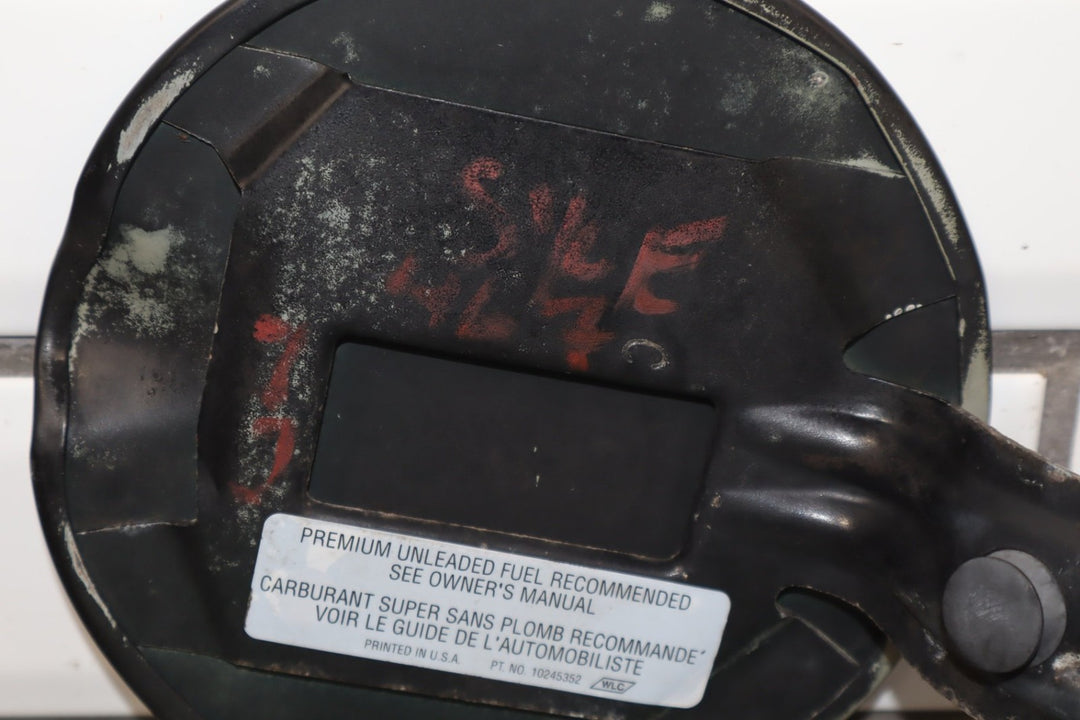 PREMIUM UNLEADED FUEL RECOMMENDED
SEE OWNER'S MANUAL
CARBURANT SUPER SANS PLOMB RECOMMANDE´
VOIR LE GUIDE DE L'AUTOMOBILISTE
PRINTED IN U.S.A. PT. NO. 10245352 WLC